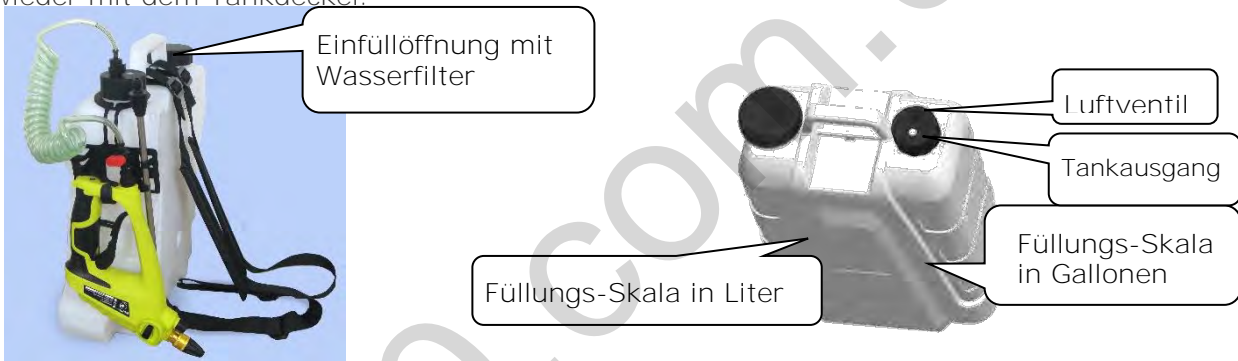 wieder mit dem Tankdeckel.
Einfüllöffnung mit
Wasserfilter
Luftventil
Tankausgang
Füllungs-Skala
in Gallonen
Füllungs-Skala in Liter